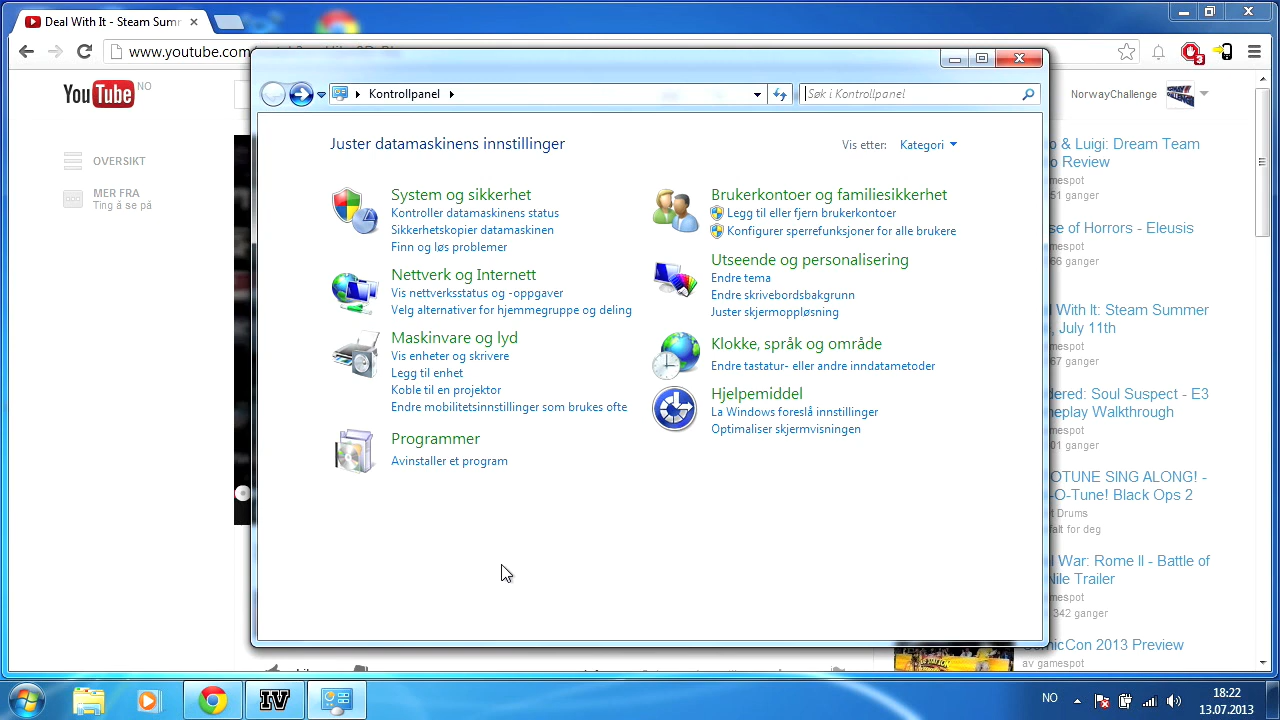 Deal With It - Steam Sumr
www.youtube.com
3
YouTube NO
NorwayChallenge
OVERSIKT
MER FRA
Ting å se på
Kontrollpanel
Søk i Kontrollpanel
Juster datamaskinens innstillinger
Vis etter: Kategori
System og sikkerhet
Kontroller datamaskinens status
Sikkerhetskopier datamaskinen
Finn og løs problemer
Nettverk og Internett
Vis nettverksstatus og -oppgaver
Velg alternativer for hjemmegruppe og deling
Maskinvare og lyd
Vis enheter og skrivere
Legg til enhet
Koble til en projektor
Endre mobilitetsinnstillinger som brukes ofte
Programmer
Avinstaller et program
Brukerkontoer og familiesikkerhet
Legg til eller fjern brukerkontoer
Konfigurer sperrefunksjoner for alle brukere
Utseende og personalisering
Endre tema
Endre skrivebordsbakgrunn
Juster skjermoppløsning
Klokke, språk og område
Endre tastatur- eller andre inndatametoder
Hjelpemiddel
La Windows foreslå innstillinger
Optimaliser skjermvisningen
o & Luigi: Dream Team
o Review
amespot
51 ganger
se of Horrors - Eleusis
amespot
66 ganger
l With It: Steam Summer
, July 11th
amespot
67 ganger
dered: Soul Suspect - E3
eplay Walkthrough
amespot
01 ganger
OTUNE SING ALONG! -
-O-Tune! Black Ops 2
t Drums
falt for deg
l War: Rome II - Battle of
Nile Trailer
amespot
342 ganger
omicCon 2013 Preview
av gamespot
IV
NO
18:22
13.07.2013